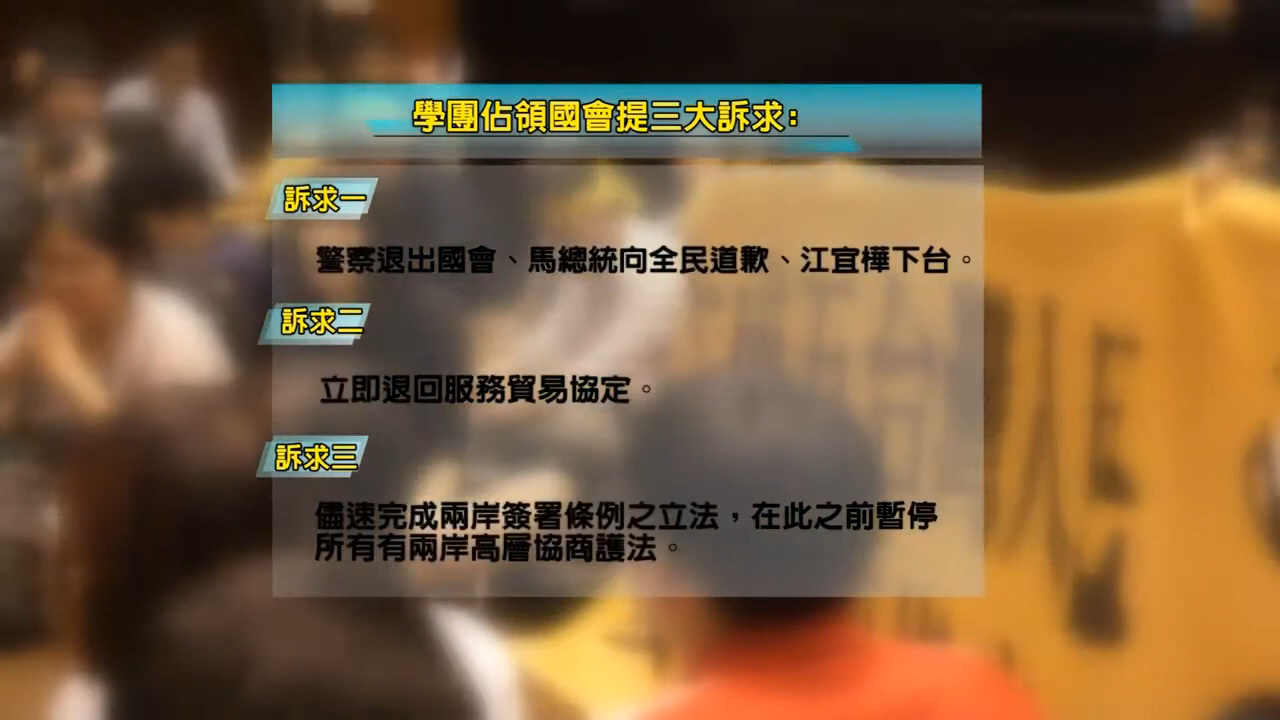 學團佔領國會提三大訴求:
訴求一
警察退出國會、馬總統向全民道歉、江宜樺下台。
訴求二
立即退回服務貿易協定。
訴求三
儘速完成兩岸簽署條例之立法，在此之前暫停
所有有兩岸高層協商護法。